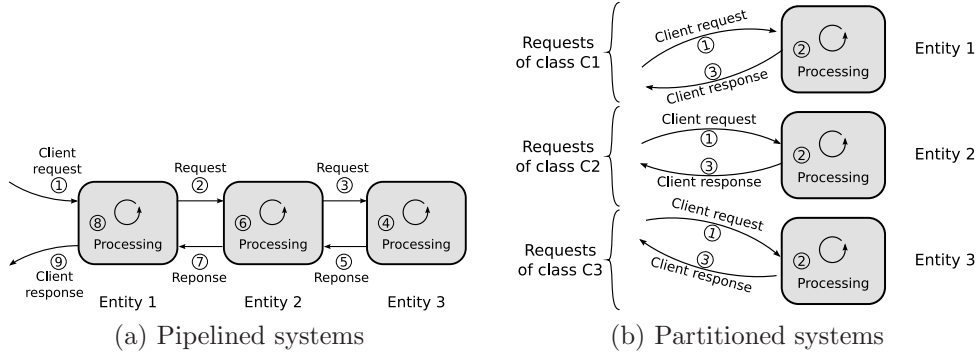 Client
request
①
Request
②
Request
③
⑧
Processing
⑥
Processing
④
Processing
⑨
Client
response
⑦
Reponse
⑤
Reponse
Entity 1
Entity 2
Entity 3
(a) Pipelined systems
Requests
of class C1
Client request
①
③
Client response
②
Processing
Entity 1
Requests
of class C2
Client request
①
③
Client response
②
Processing
Entity 2
Requests
of class C3
Client request
①
③
Client response
②
Processing
Entity 3
(b) Partitioned systems